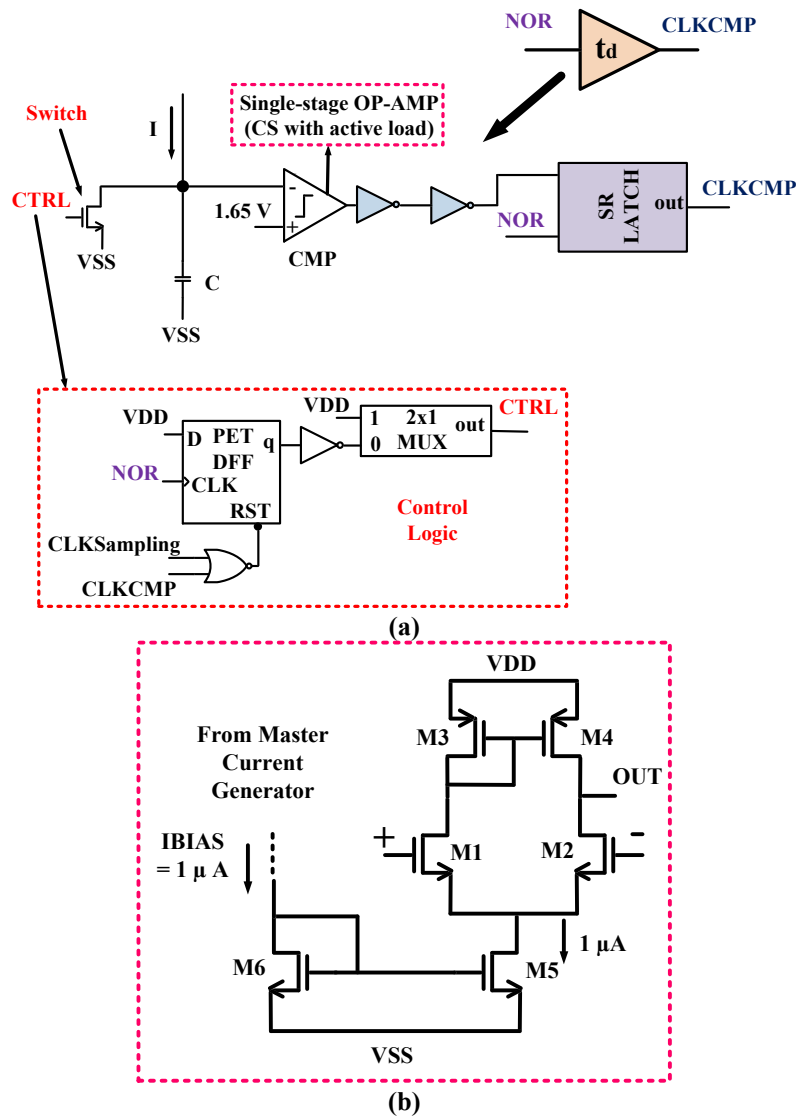 NOR
td
CLKCMP
Single-stage OP-AMP
(CS with active load)
Switch
I
CTRL
VSS
1.65 V
-
+
CMP
C
VSS
NOR
SR
LATCH
out
CLKCMP
VDD
D
PET
DFF
q
NOR
CLK
RST
CLKSampling
CLKCMP
VDD
1
0
2x1
MUX
out
CTRL
Control
Logic
(a)
VDD
From Master
Current
Generator
M3
M4
OUT
IBIAS
= 1 µ A
+
M1
M2
-
1 µA
M6
M5
VSS
(b)